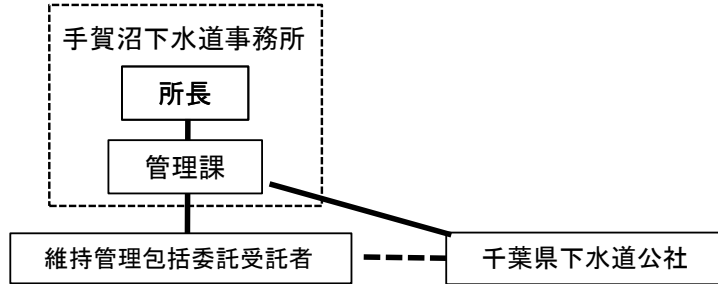 手賀沼下水道事務所
所長
管理課
維持管理包括委託受託者
千葉県下水道公社